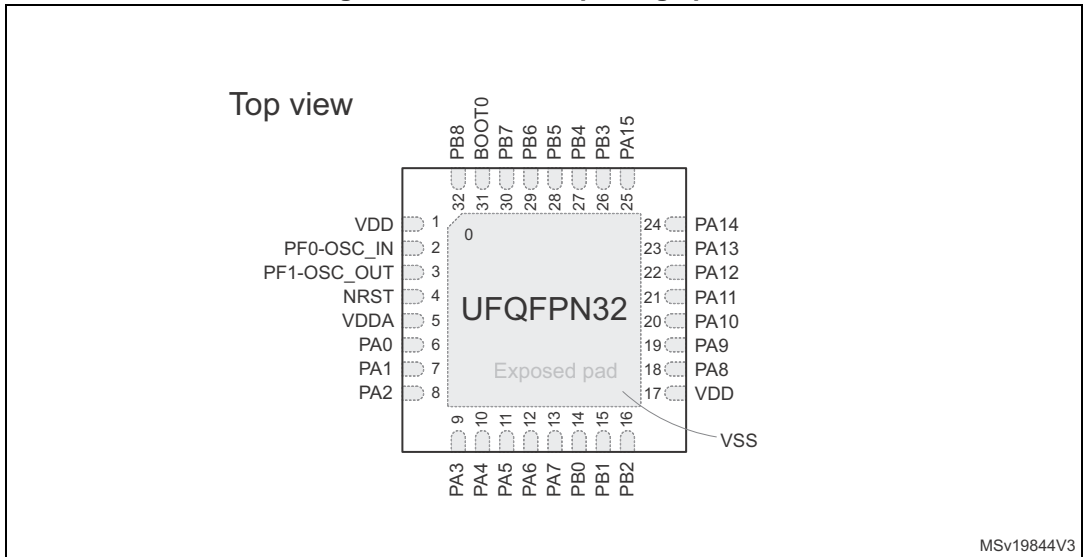 Top view
PB8
BOOT0
PB7
PB6
PB5
PB4
PB3
PA15
32
31
30
29
28
27
26
25
VDD 1
PF0-OSC_IN 2
PF1-OSC_OUT 3
NRST 4
VDDA 5
PA0 6
PA1 7
PA2 8
0
UFQFPN32
Exposed pad
24 PA14
23 PA13
22 PA12
21 PA11
20 PA10
19 PA9
18 PA8
17 VDD
VSS
9
10
11
12
13
14
15
16
PA3
PA4
PA5
PA6
PA7
PB0
PB1
PB2
MSv19844V3